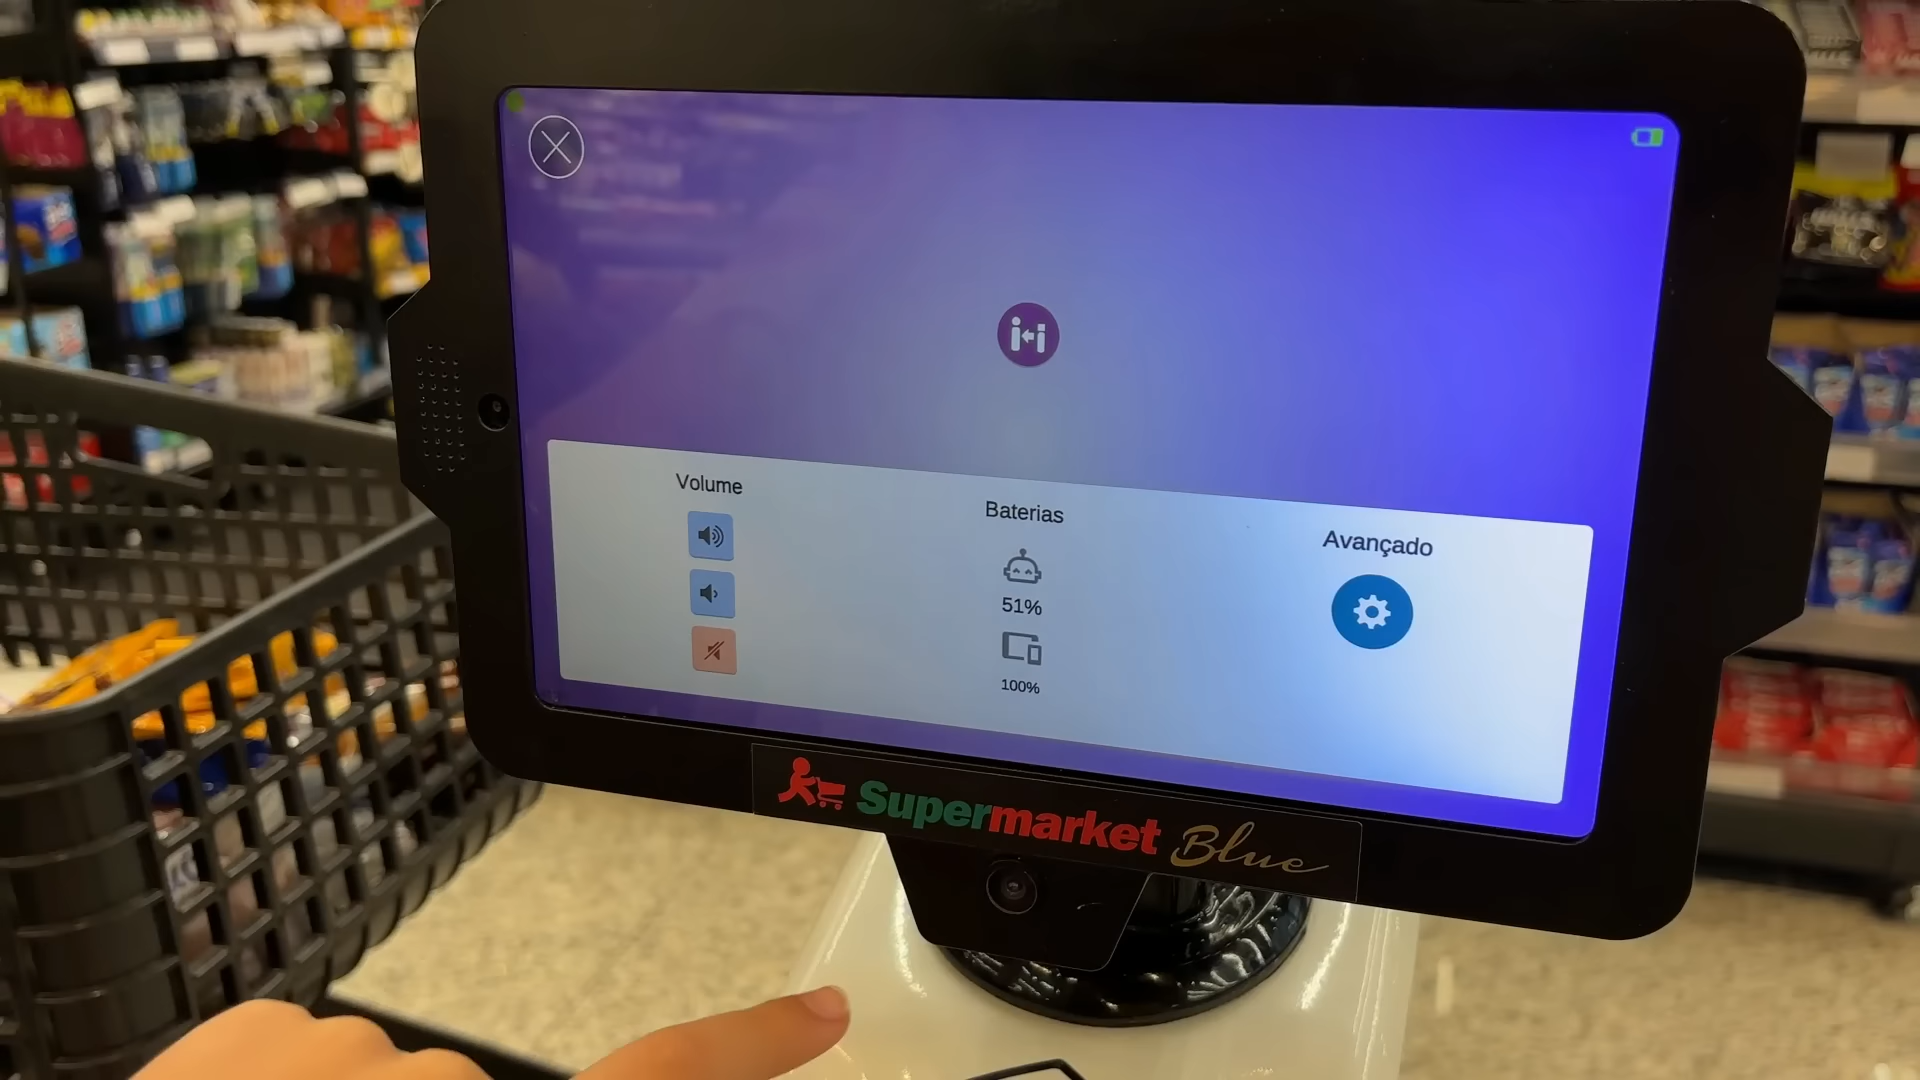 Volume
Baterias
Avançado
51%
100%
Supermarket Blue